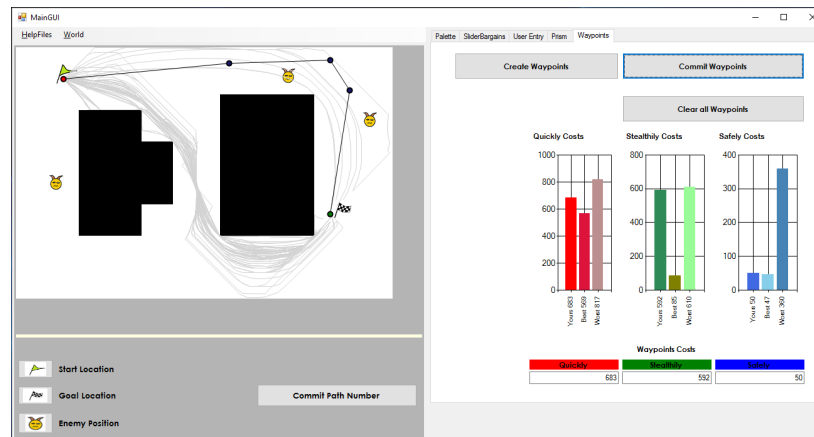 MainGUI
HelpFiles World
Palette SliderBargains User Entry Prism Waypoints
Create Waypoints Commit Waypoints
Clear all Waypoints
Quickly Costs Stealthily Costs Safely Costs
1000 800 400
800 600 300
600 400 200
400 200 100
200
0 0 0
Yours 683 Best 569 Worst 817 Yours 592 Best 85 Worst 610 Yours 50 Best 47 Worst 360
Waypoints Costs
Quickly Stealthily Safely
683 592 50
Start Location
Goal Location
Commit Path Number
Enemy Position